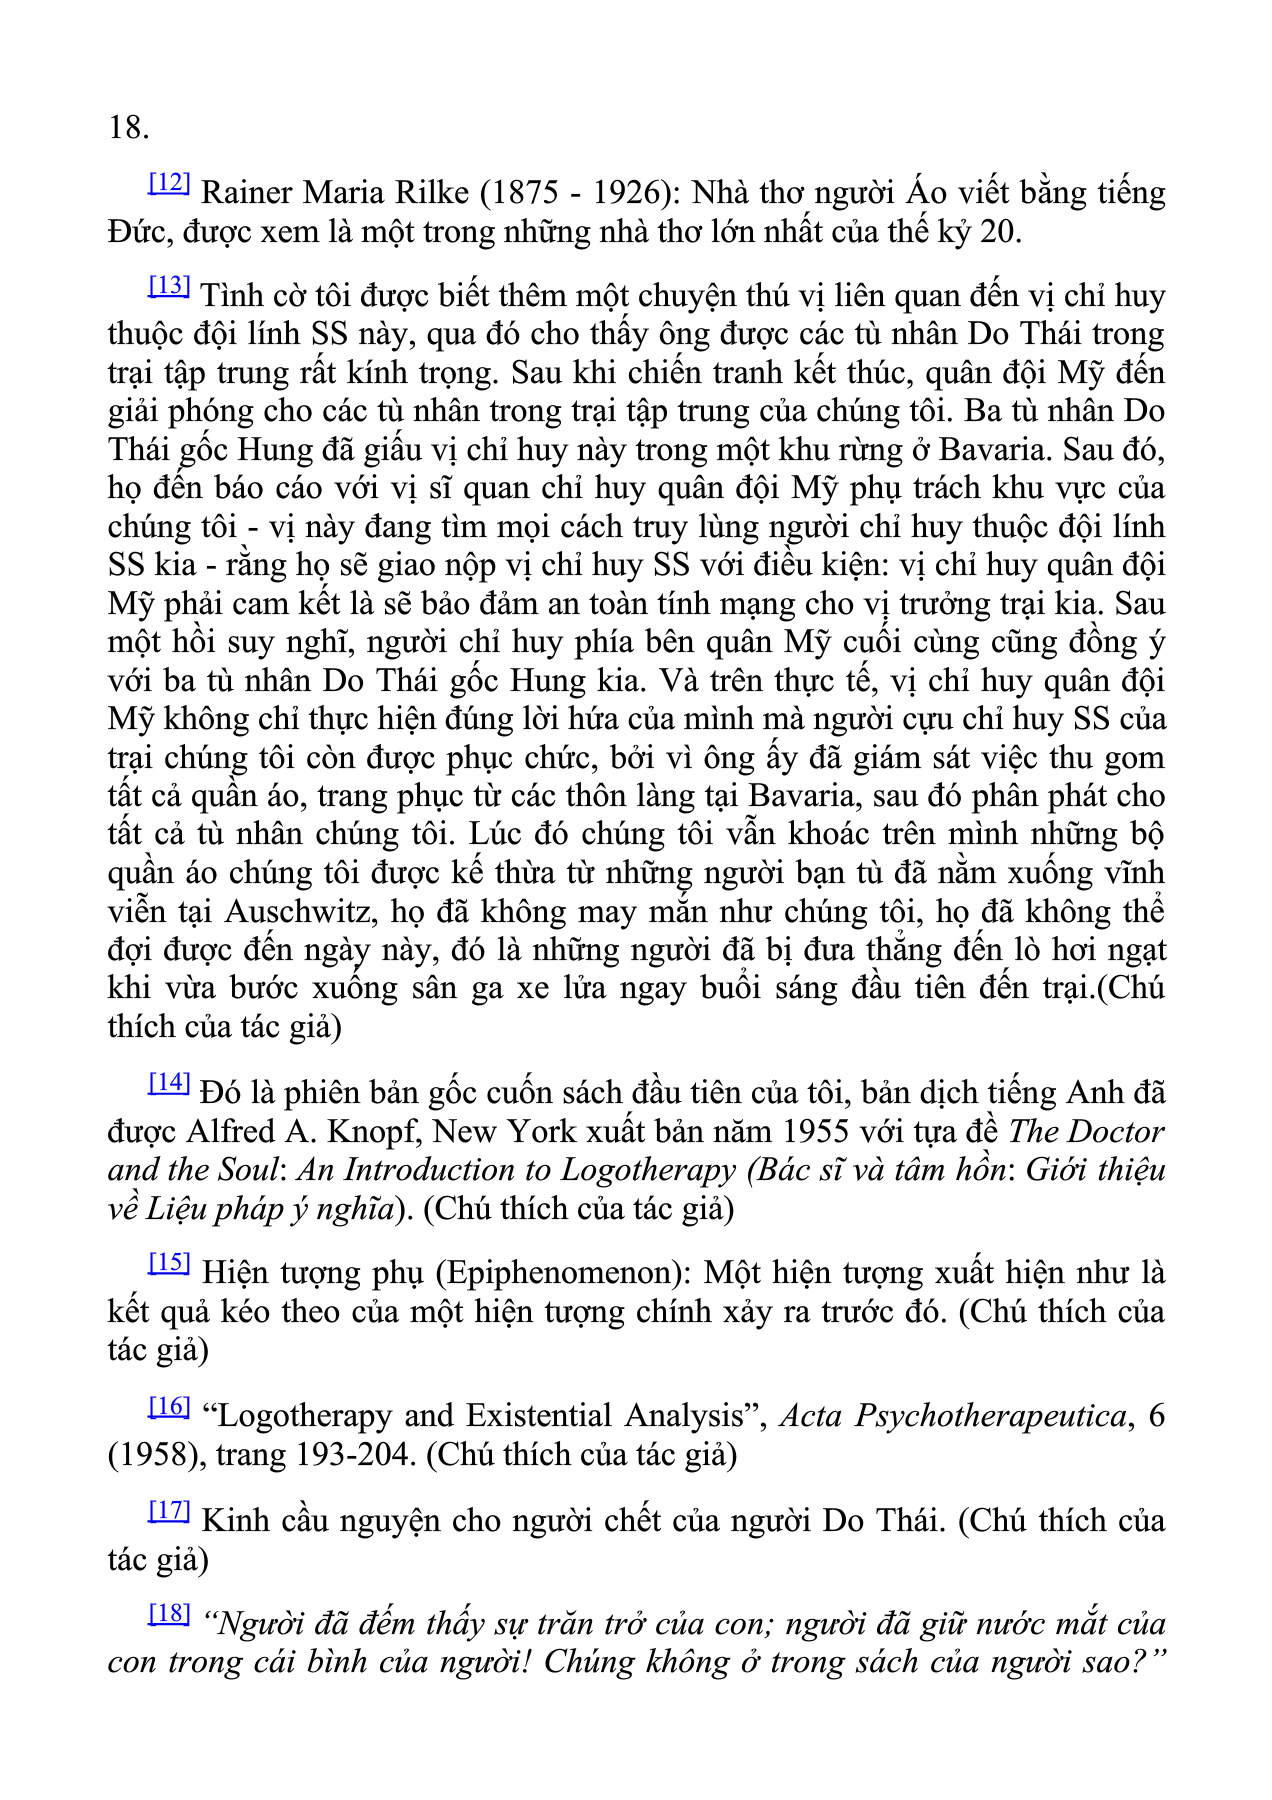 18.
[12] Rainer Maria Rilke (1875 - 1926): Nhà thơ người Áo viết bằng tiếng
Đức, được xem là một trong những nhà thơ lớn nhất của thế kỷ 20.
[13] Tình cờ tôi được biết thêm một chuyện thú vị liên quan đến vị chỉ huy
thuộc đội lính SS này, qua đó cho thấy ông được các tù nhân Do Thái trong
trại tập trung rất kính trọng. Sau khi chiến tranh kết thúc, quân đội Mỹ đến
giải phóng cho các tù nhân trong trại tập trung của chúng tôi. Ba tù nhân Do
Thái gốc Hung đã giấu vị chỉ huy này trong một khu rừng ở Bavaria. Sau đó,
họ đến báo cáo với vị sĩ quan chỉ huy quân đội Mỹ phụ trách khu vực của
chúng tôi - vị này đang tìm mọi cách truy lùng người chỉ huy thuộc đội lính
SS kia - rằng họ sẽ giao nộp vị chỉ huy SS với điều kiện: vị chỉ huy quân đội
Mỹ phải cam kết là sẽ bảo đảm an toàn tính mạng cho vị trưởng trại kia. Sau
một hồi suy nghĩ, người chỉ huy phía bên quân Mỹ cuối cùng cũng đồng ý
với ba tù nhân Do Thái gốc Hung kia. Và trên thực tế, vị chỉ huy quân đội
Mỹ không chỉ thực hiện đúng lời hứa của mình mà người cựu chỉ huy SS của
trại chúng tôi còn được phục chức, bởi vì ông ấy đã giám sát việc thu gom
tất cả quần áo, trang phục từ các thôn làng tại Bavaria, sau đó phân phát cho
tất cả tù nhân chúng tôi. Lúc đó chúng tôi vẫn khoác trên mình những bộ
quần áo chúng tôi được kế thừa từ những người bạn tù đã nằm xuống vĩnh
viễn tại Auschwitz, họ đã không may mắn như chúng tôi, họ đã không thể
đợi được đến ngày này, đó là những người đã bị đưa thẳng đến lò hơi ngạt
khi vừa bước xuống sân ga xe lửa ngay buổi sáng đầu tiên đến trại.(Chú
thích của tác giả)
[14] Đó là phiên bản gốc cuốn sách đầu tiên của tôi, bản dịch tiếng Anh đã
được Alfred A. Knopf, New York xuất bản năm 1955 với tựa đề The Doctor
and the Soul: An Introduction to Logotherapy (Bác sĩ và tâm hồn: Giới thiệu
về Liệu pháp ý nghĩa). (Chú thích của tác giả)
[15] Hiện tượng phụ (Epiphenomenon): Một hiện tượng xuất hiện như là
kết quả kéo theo của một hiện tượng chính xảy ra trước đó. (Chú thích của
tác giả)
[16] “Logotherapy and Existential Analysis”, Acta Psychotherapeutica, 6
(1958), trang 193-204. (Chú thích của tác giả)
[17] Kinh cầu nguyện cho người chết của người Do Thái. (Chú thích của
tác giả)
[18] “Người đã đếm thấy sự trăn trở của con; người đã giữ nước mắt của
con trong cái bình của người! Chúng không ở trong sách của người sao?”